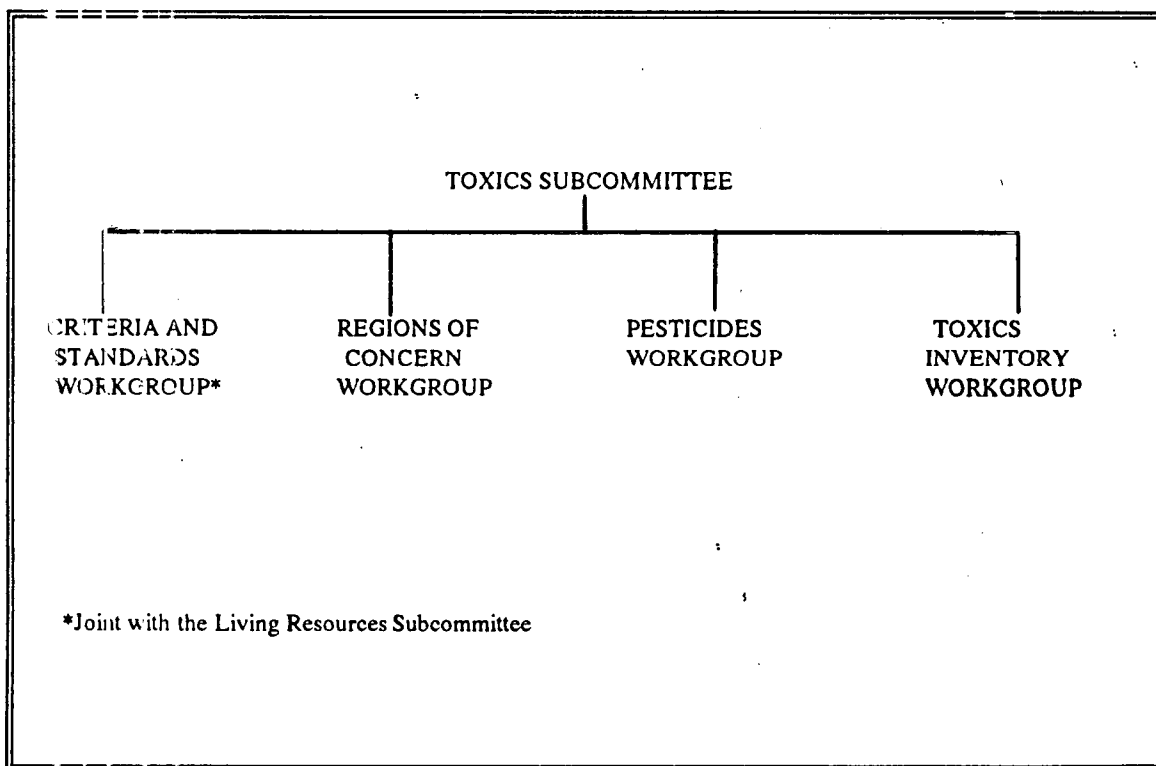 TOXICS SUBCOMMITTEE
CRITERIA AND
STANDARDS
WORKGROUP*
REGIONS OF
CONCERN
WORKGROUP
PESTICIDES
WORKGROUP
TOXICS
INVENTORY
WORKGROUP
*Joint with the Living Resources Subcommittee